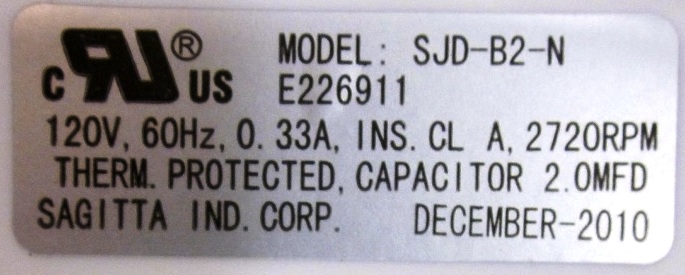 c RU ® US MODEL: SJD-B2-N
E226911
120V, 60Hz, 0.33A, INS. CL A, 2720RPM
THERM. PROTECTED, CAPACITOR 2.0MFD
SAGITTA IND. CORP. DECEMBER-2010